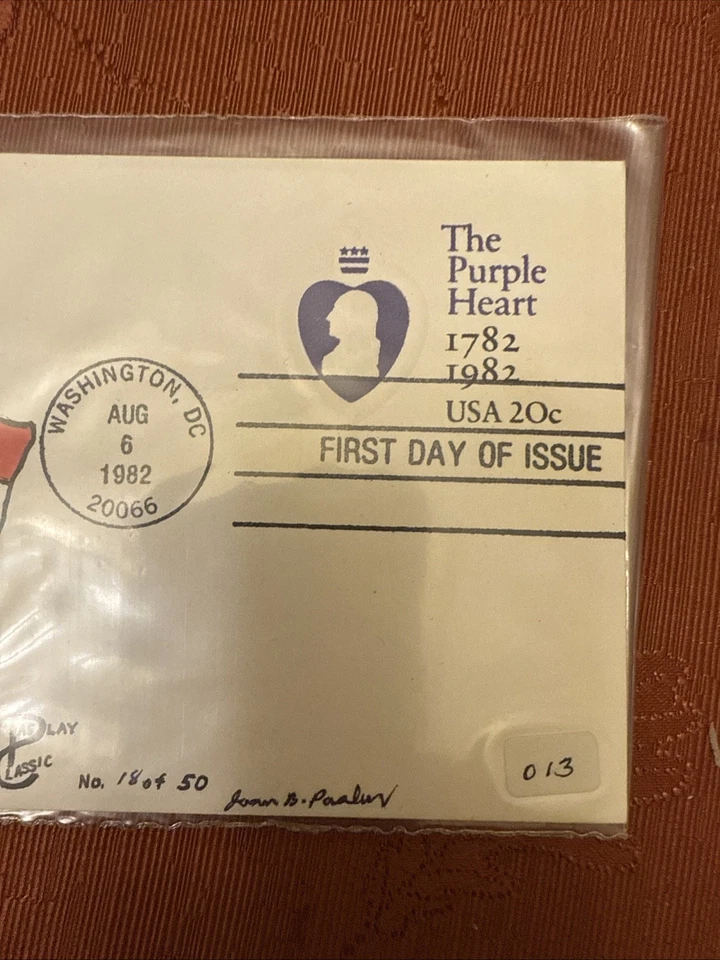 The
Purple
Heart
1782
1982
USA 20c
WASHINGTON, DC
AUG
6
1982
20066
FIRST DAY OF ISSUE
LAY
LASSIC
No. 18 of 50
Joan B.
013